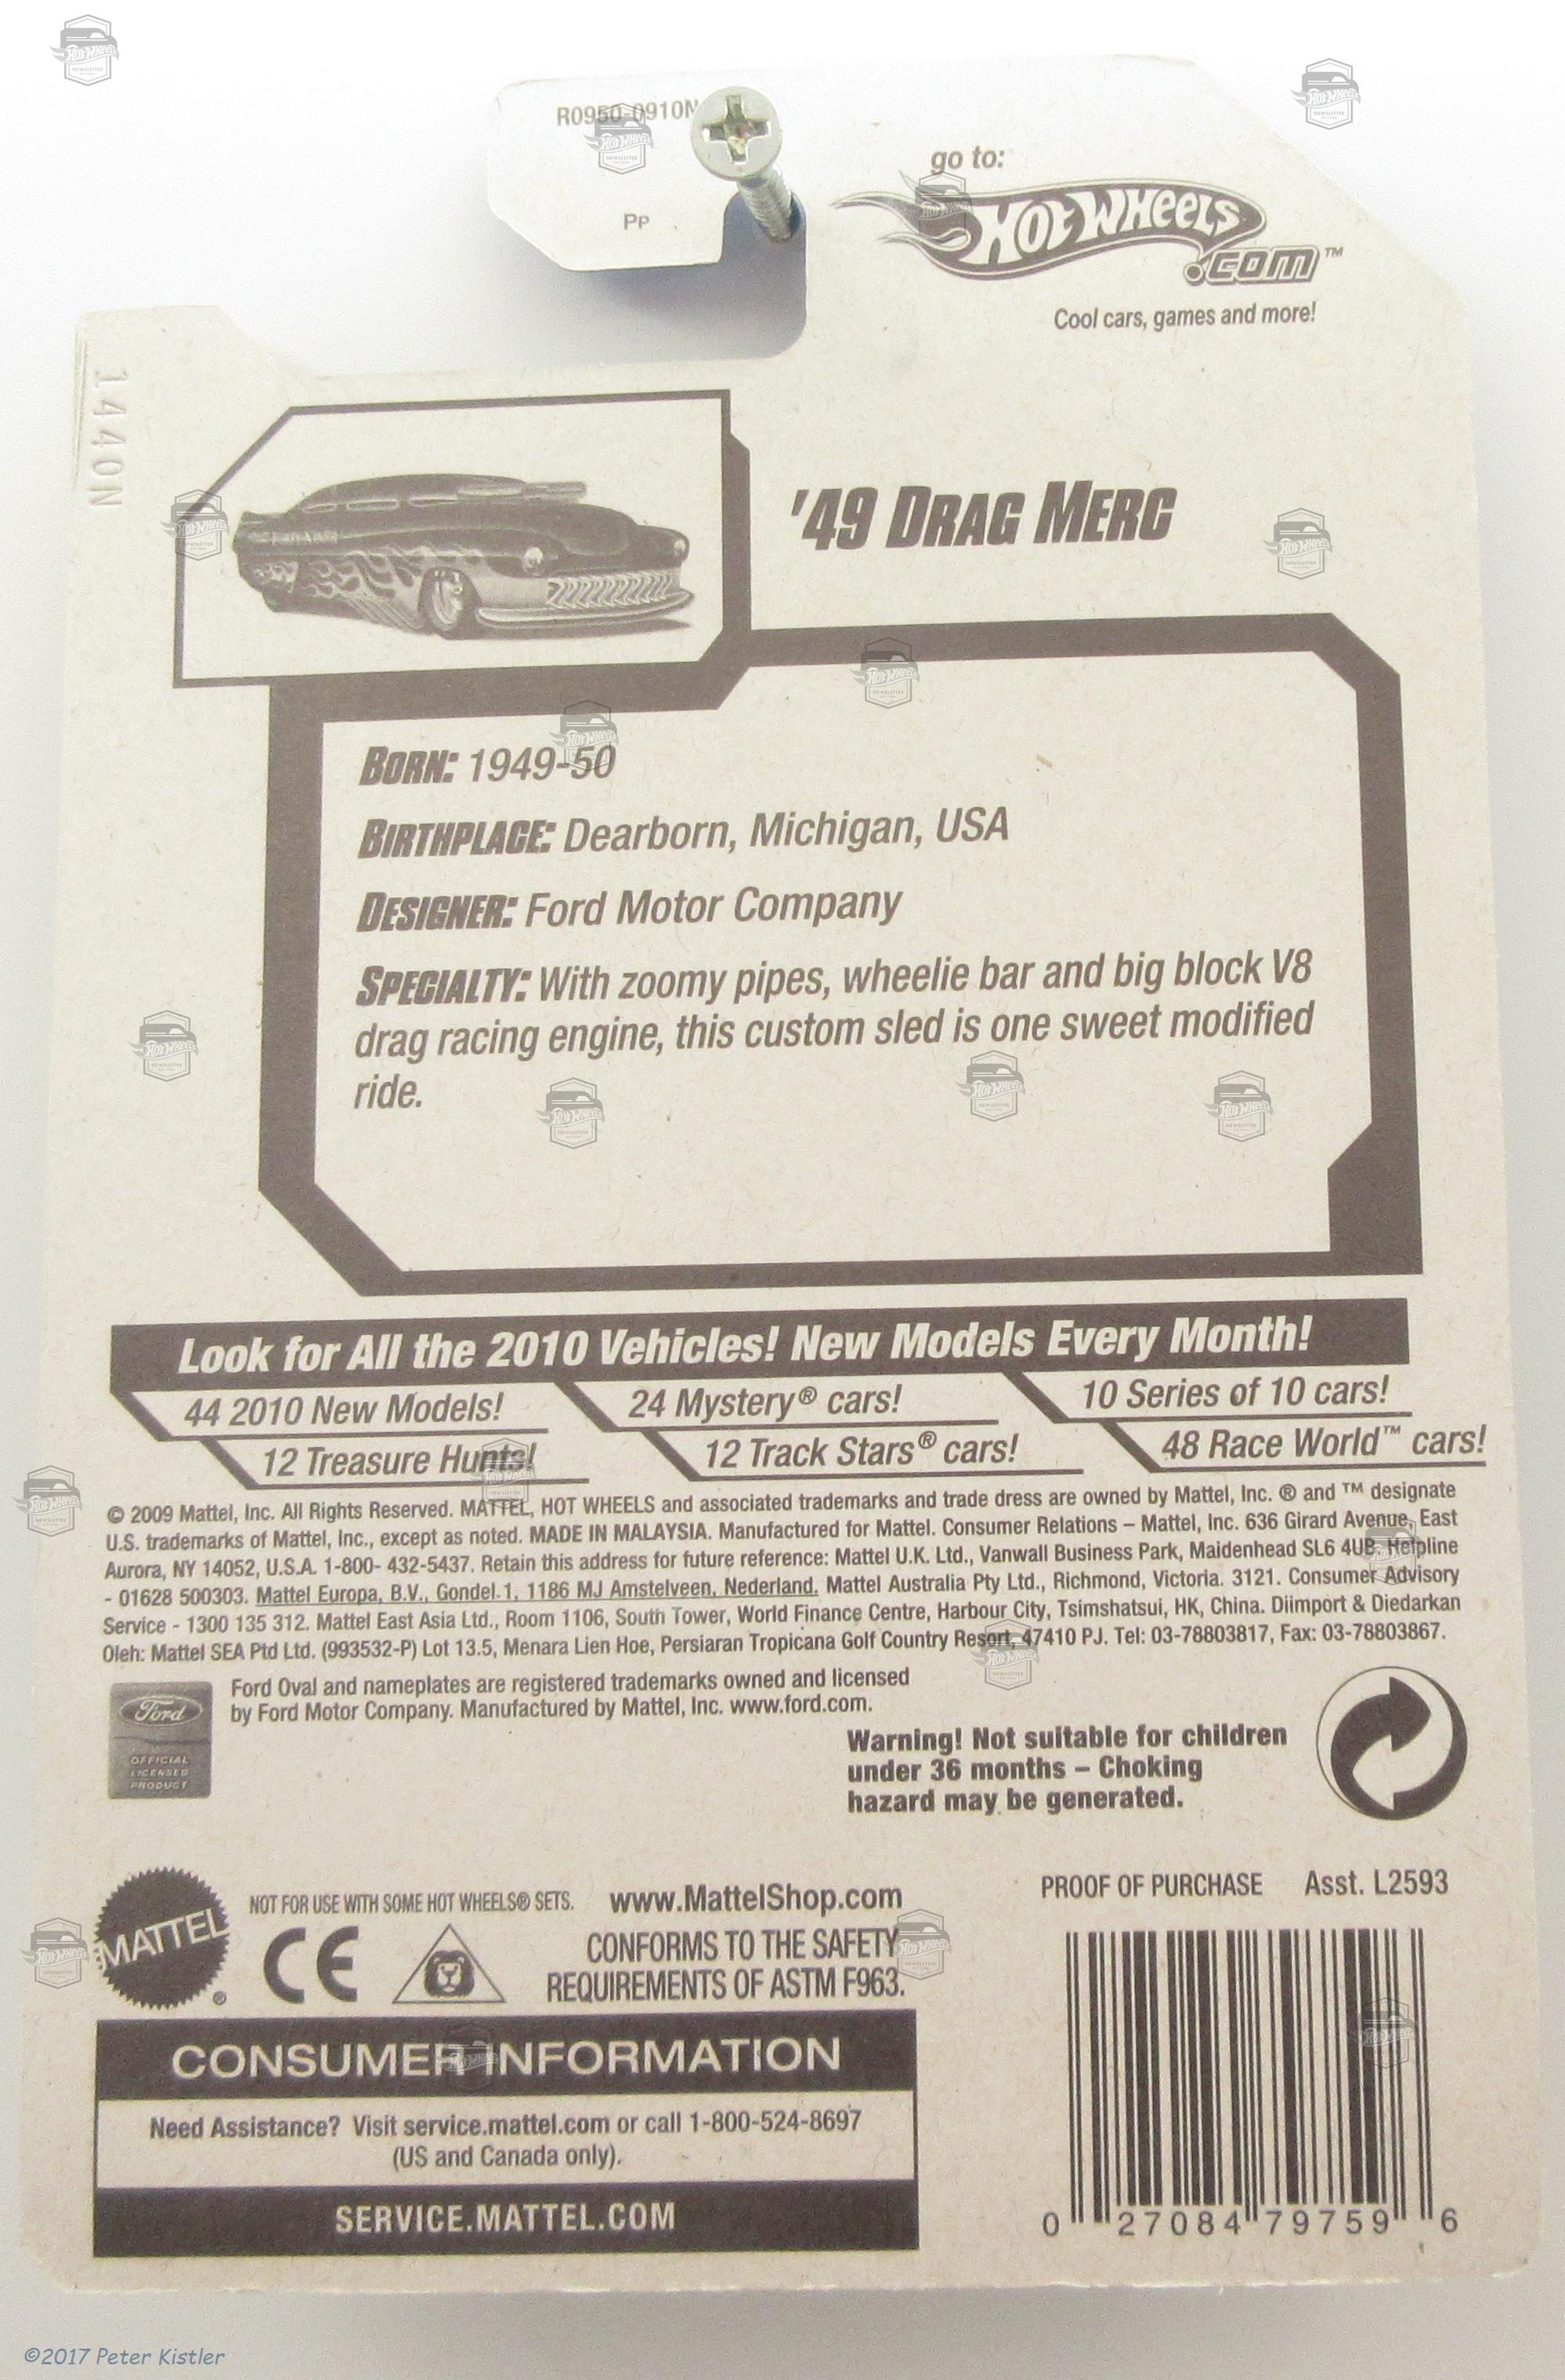 R0950-0910N
Pp
go to:
Hot Wheels
.com™
Cool cars, games and more!
1440N
'49 Drag Merc
Born: 1949-50
Birthplace: Dearborn, Michigan, USA
Designer: Ford Motor Company
Specialty: With zoomy pipes, wheelie bar and big block V8
drag racing engine, this custom sled is one sweet modified
ride.
Look for All the 2010 Vehicles! New Models Every Month!
44 2010 New Models!
24 Mystery® cars!
10 Series of 10 cars!
12 Treasure Hunts!
12 Track Stars® cars!
48 Race World™ cars!
© 2009 Mattel, Inc. All Rights Reserved. MATTEL, HOT WHEELS and associated trademarks and trade dress are owned by Mattel, Inc. ® and ™ designate
U.S. trademarks of Mattel, Inc., except as noted. MADE IN MALAYSIA. Manufactured for Mattel. Consumer Relations – Mattel, Inc. 636 Girard Avenue, East
Aurora, NY 14052, U.S.A. 1-800- 432-5437. Retain this address for future reference: Mattel U.K. Ltd., Vanwall Business Park, Maidenhead SL6 4UB. Helpline
- 01628 500303. Mattel Europa, B.V., Gondel 1, 1186 MJ Amstelveen, Nederland. Mattel Australia Pty Ltd., Richmond, Victoria. 3121. Consumer Advisory
Service - 1300 135 312. Mattel East Asia Ltd., Room 1106, South Tower, World Finance Centre, Harbour City, Tsimshatsui, HK, China. Diimport & Diedarkan
Oleh: Mattel SEA Ptd Ltd. (993532-P) Lot 13.5, Menara Lien Hoe, Persiaran Tropicana Golf Country Resort, 47410 PJ. Tel: 03-78803817, Fax: 03-78803867.
Ford
OFFICIAL
LICENSED
PRODUCT
Ford Oval and nameplates are registered trademarks owned and licensed
by Ford Motor Company. Manufactured by Mattel, Inc. www.ford.com.
Warning! Not suitable for children
under 36 months – Choking
hazard may be generated.
MATTEL®
NOT FOR USE WITH SOME HOT WHEELS® SETS.
www.MattelShop.com
CE
CONFORMS TO THE SAFETY
REQUIREMENTS OF ASTM F963.
PROOF OF PURCHASE Asst. L2593
CONSUMER INFORMATION
Need Assistance? Visit service.mattel.com or call 1-800-524-8697
(US and Canada only).
SERVICE.MATTEL.COM
0 27084 79759 6
©2017 Peter Kistler